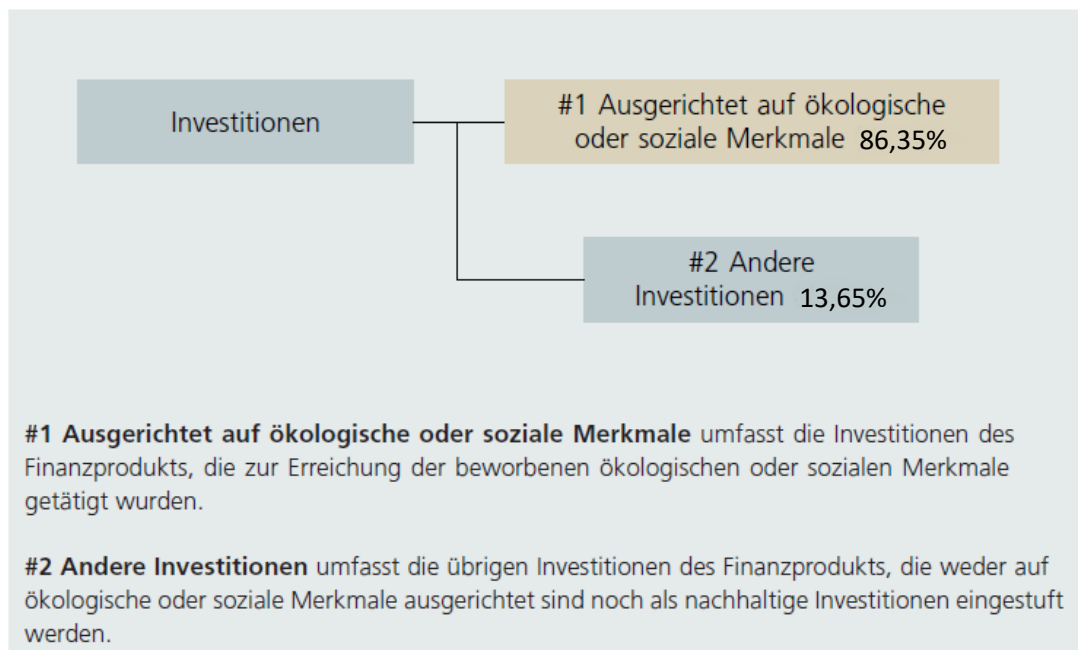 Investitionen
#1 Ausgerichtet auf ökologische
oder soziale Merkmale 86,35%
#2 Andere
Investitionen 13,65%
#1 Ausgerichtet auf ökologische oder soziale Merkmale umfasst die Investitionen des
Finanzprodukts, die zur Erreichung der beworbenen ökologischen oder sozialen Merkmale
getätigt wurden.
#2 Andere Investitionen umfasst die übrigen Investitionen des Finanzprodukts, die weder auf
ökologische oder soziale Merkmale ausgerichtet sind noch als nachhaltige Investitionen eingestuft
werden.